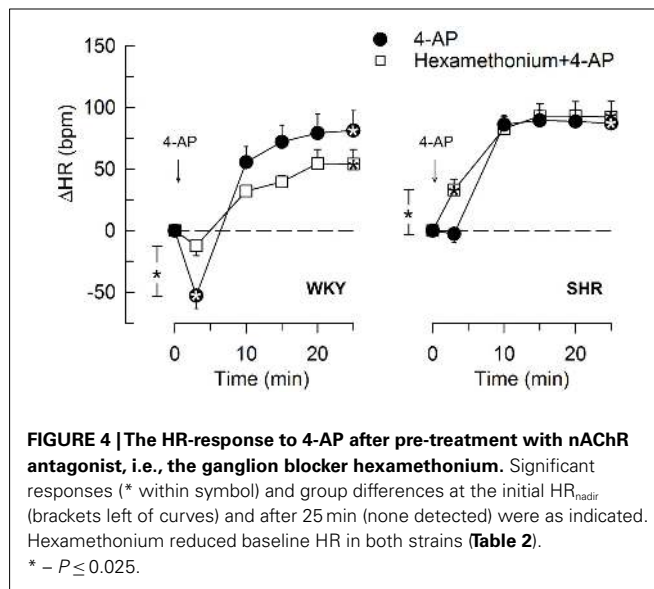 150
100
50
0
-50
ΔHR (bpm)
4-AP
Hexamethonium+4-AP
4-AP
*
*
*
WKY
0 10 20
Time (min)
4-AP
*
*
*
SHR
0 10 20
Time (min)
FIGURE 4 | The HR-response to 4-AP after pre-treatment with nAChR
antagonist, i.e., the ganglion blocker hexamethonium. Significant
responses (* within symbol) and group differences at the initial HRnadir
(brackets left of curves) and after 25 min (none detected) were as indicated.
Hexamethonium reduced baseline HR in both strains (Table 2).
* – P ≤ 0.025.